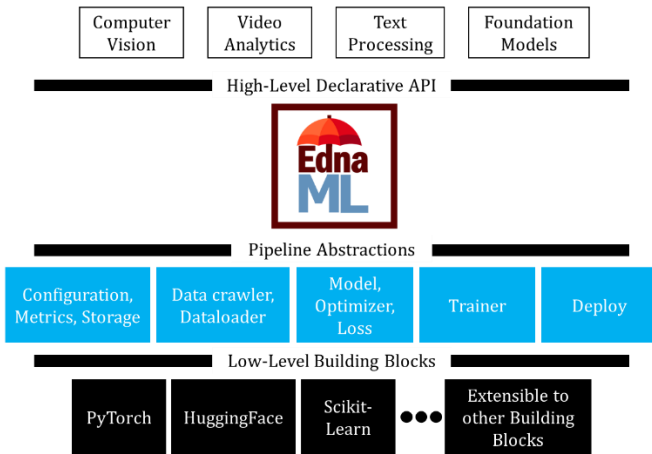 Computer
Vision
Video
Analytics
Text
Processing
Foundation
Models
High-Level Declarative API
Edna
ML
Pipeline Abstractions
Configuration,
Metrics, Storage
Data crawler,
Dataloader
Model,
Optimizer,
Loss
Trainer
Deploy
Low-Level Building Blocks
PyTorch
HuggingFace
Scikit-
Learn
Extensible to
other Building
Blocks